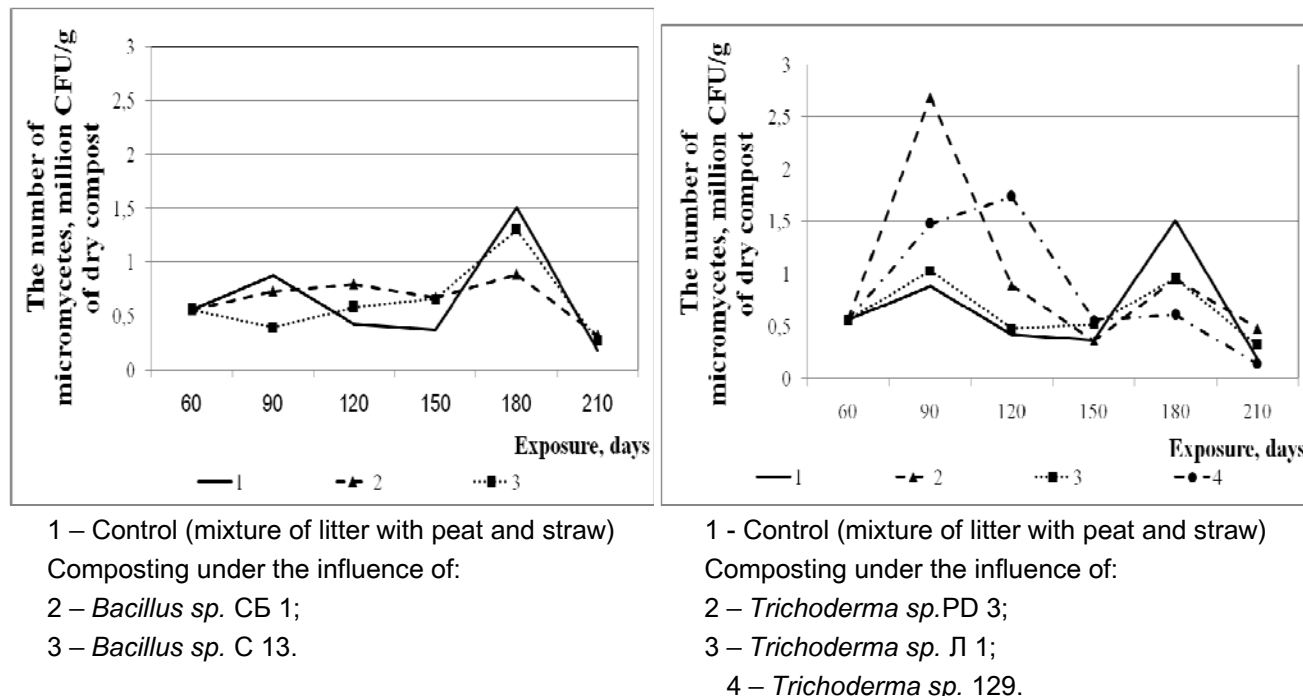 The number of
micromycetes, million CFU/g
of dry compost
3
2,5
2
1,5
1
0,5
0
60 90 120 150 180 210
Exposure, days
1 2 3
1 – Control (mixture of litter with peat and straw)
Composting under the influence of:
2 – Bacillus sp. СБ 1;
3 – Bacillus sp. С 13.
The number of
micromycetes, million CFU/g
of dry compost
3
2,5
2
1,5
1
0,5
0
60 90 120 150 180 210
Exposure, days
1 2 3 4
1 - Control (mixture of litter with peat and straw)
Composting under the influence of:
2 – Trichoderma sp.PD 3;
3 – Trichoderma sp. Л 1;
4 – Trichoderma sp. 129.